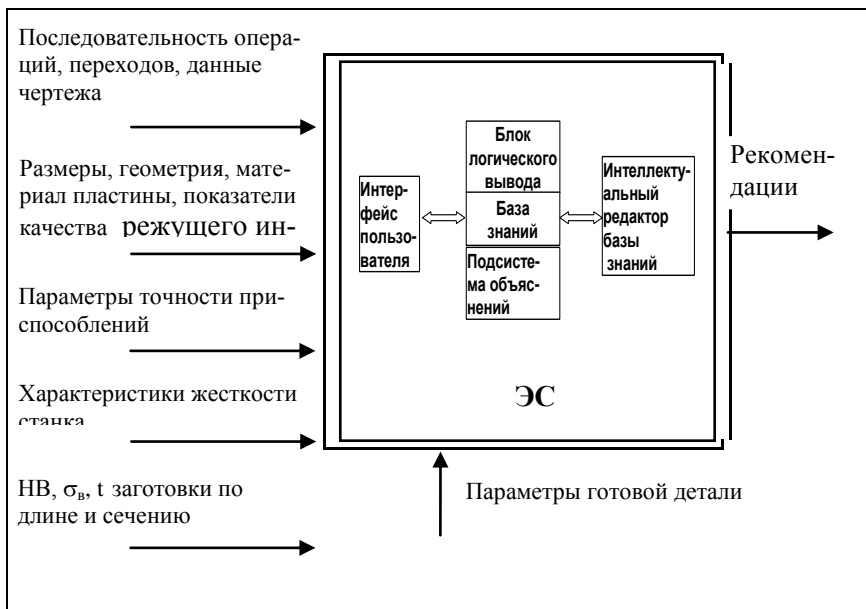 Последовательность опера-
ций, переходов, данные
чертежа
Размеры, геометрия, мате-
риал пластины, показатели
качества режущего ин-
Параметры точности при-
способлений
Характеристики жесткости
станка
НВ, σв, t заготовки по
длине и сечению
Интер-
фейс
пользо-
вателя
Блок
логического
вывода
База
знаний
Подсисте-
ма объяс-
нений
Интеллекту-
альный
редактор
базы
знаний
ЭС
Рекомен-
дации
Параметры готовой детали